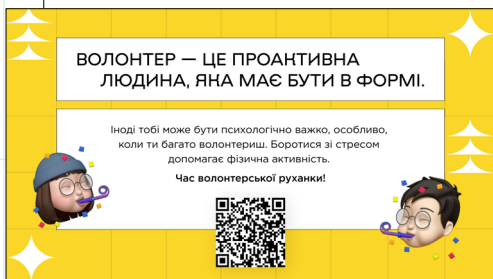 ВОЛОНТЕР — ЦЕ ПРОАКТИВНА
ЛЮДИНА, ЯКА МАЄ БУТИ В ФОРМІ.
Іноді тобі може бути психологічно важко, особливо,
коли ти багато волонтериш. Боротися зі стресом
допомагає фізична активність.
Час волонтерської руханки!